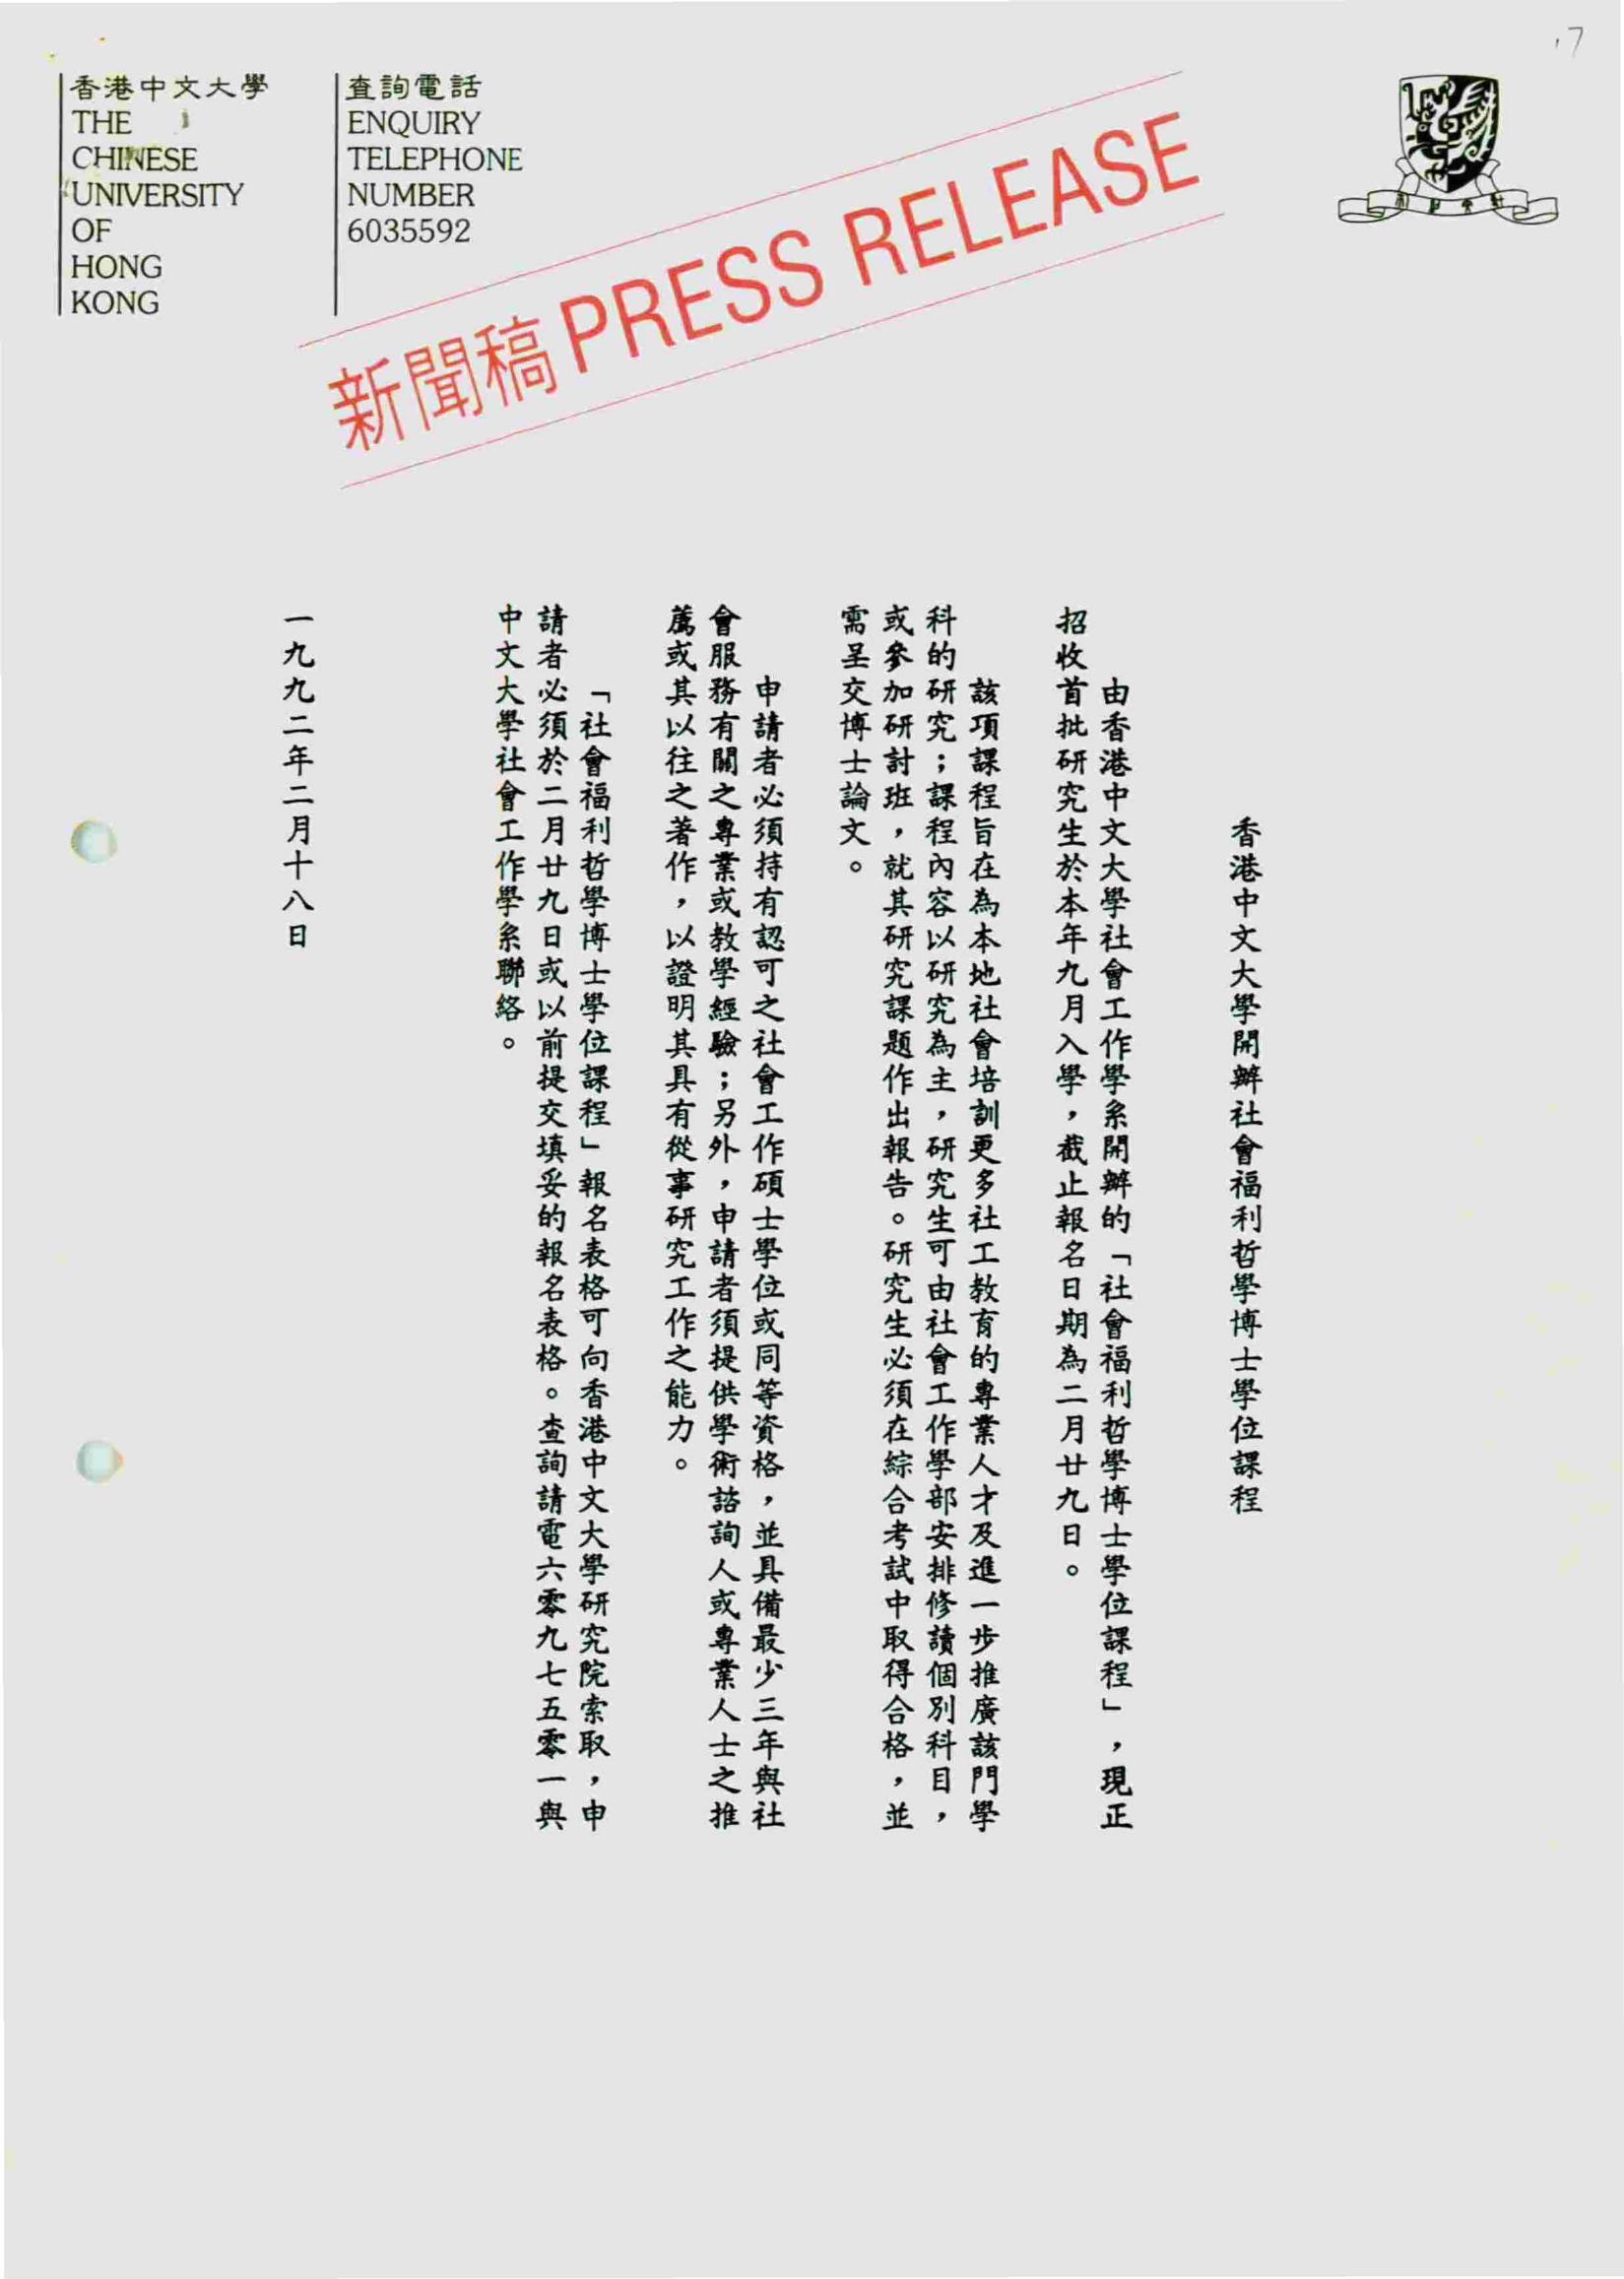 香港中文大學
THE
CHINESE
UNIVERSITY
OF
HONG
KONG
查詢電話
ENQUIRY
TELEPHONE
NUMBER
6035592
新聞稿 PRESS RELEASE
香港中文大學開辦社會福利哲學博士學位課程
由香港中文大學社會工作學系開辦的「社會福利哲學博士學位課程」，現正
招收首批研究生於本年九月入學，截止報名日期為二月廿九日。
該項課程旨在為本地社會培訓更多社工教育的專業人才及進一步推廣該門學
科的研究；課程內容以研究為主，研究生可由社會工作學部安排修讀個別科目，
或參加研討班，就其研究課題作出報告。研究生必須在綜合考試中取得合格，並
需呈交博士論文。
申請者必須持有認可之社會工作碩士學位或同等資格，並具備最少三年與社
會服務有關之專業或教學經驗；另外，申請者須提供學術諮詢人或專業人士之推
薦或其以往之著作，以證明其具有從事研究工作之能力。
「社會福利哲學博士學位課程」報名表格可向香港中文大學研究院索取，申
請者必須於二月廿九日或以前提交填妥的報名表格。查詢請電六零九七五零一與
中文大學社會工作學系聯絡。
一九九二年二月十八日